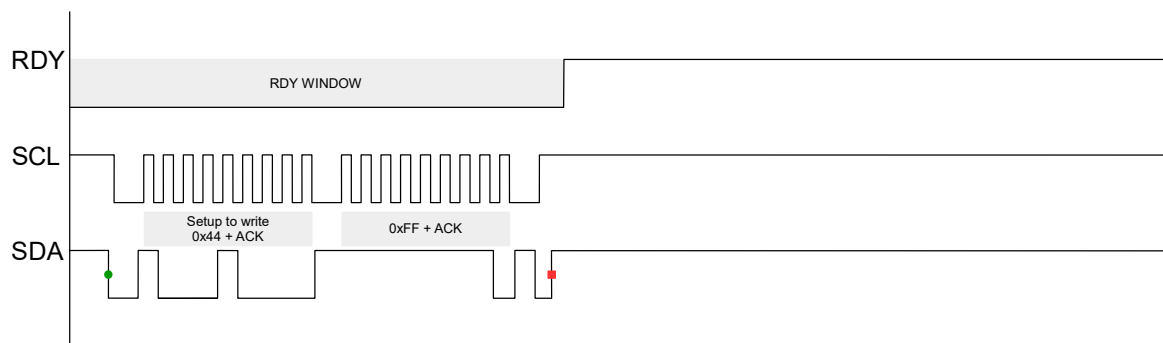 RDY
RDY WINDOW
SCL
Setup to write
0x44 + ACK
0xFF + ACK
SDA